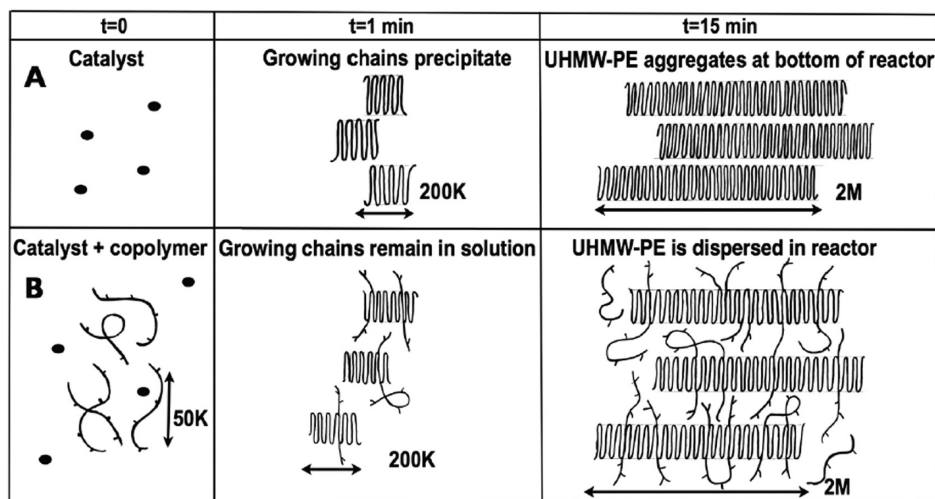 t=0
t=1 min
t=15 min
A
Catalyst
Growing chains precipitate
UHMW-PE aggregates at bottom of reactor
200K
2M
B
Catalyst + copolymer
Growing chains remain in solution
UHMW-PE is dispersed in reactor
50K
200K
2M